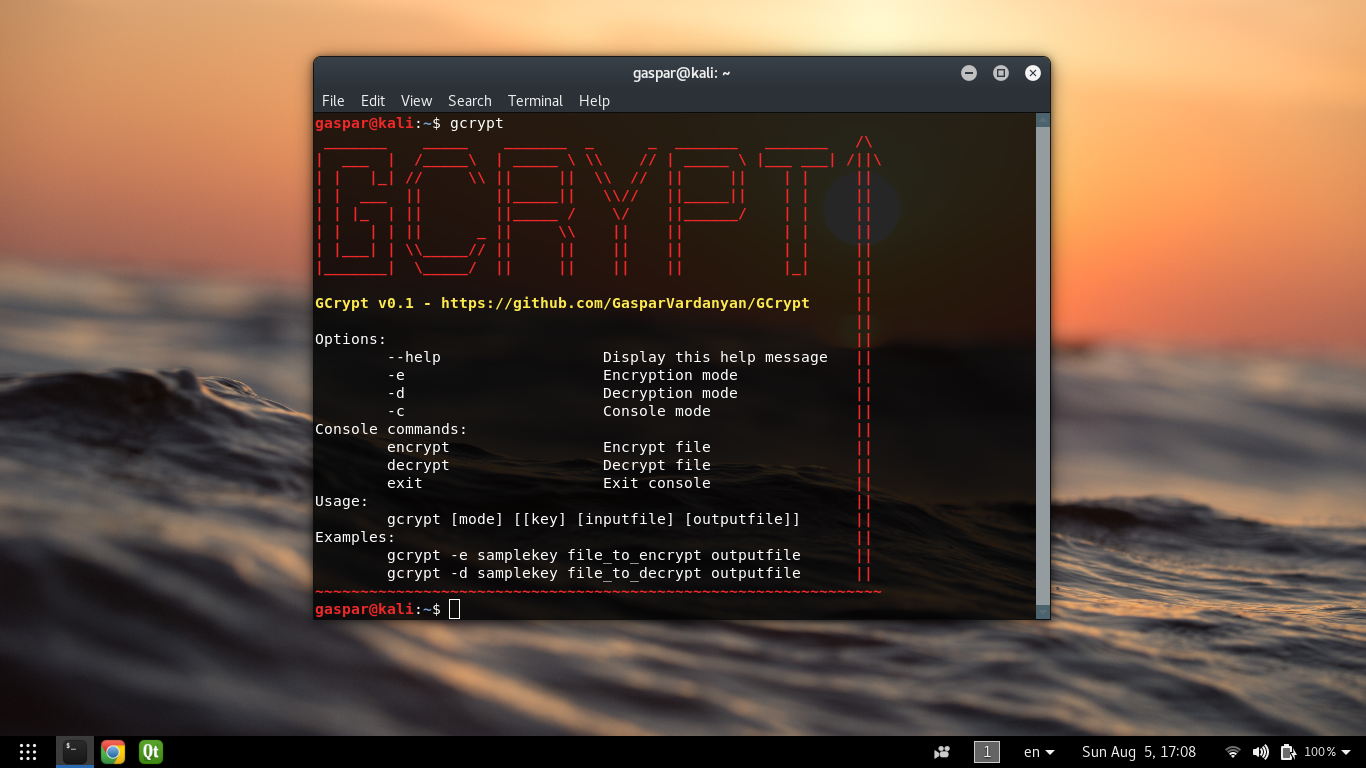 gaspar@kali: ~
File Edit View Search Terminal Help
gaspar@kali:~$ gcrypt
GCRYPT
GCrypt v0.1 - https://github.com/GasparVardanyan/GCrypt
Options:
--help Display this help message
-e Encryption mode
-d Decryption mode
-c Console mode
Console commands:
encrypt Encrypt file
decrypt Decrypt file
exit Exit console
Usage:
gcrypt [mode] [[key] [inputfile] [outputfile]]
Examples:
gcrypt -e samplekey file_to_encrypt outputfile
gcrypt -d samplekey file_to_decrypt outputfile
~~~~~~~~~~~~~~~~~~~~~~~~~~~~~~~~~~~~~~~~~~~~~~~~~~~~~~~~~~~~~~~
gaspar@kali:~$
$_ Qt 1 en Sun Aug 5, 17:08 100%